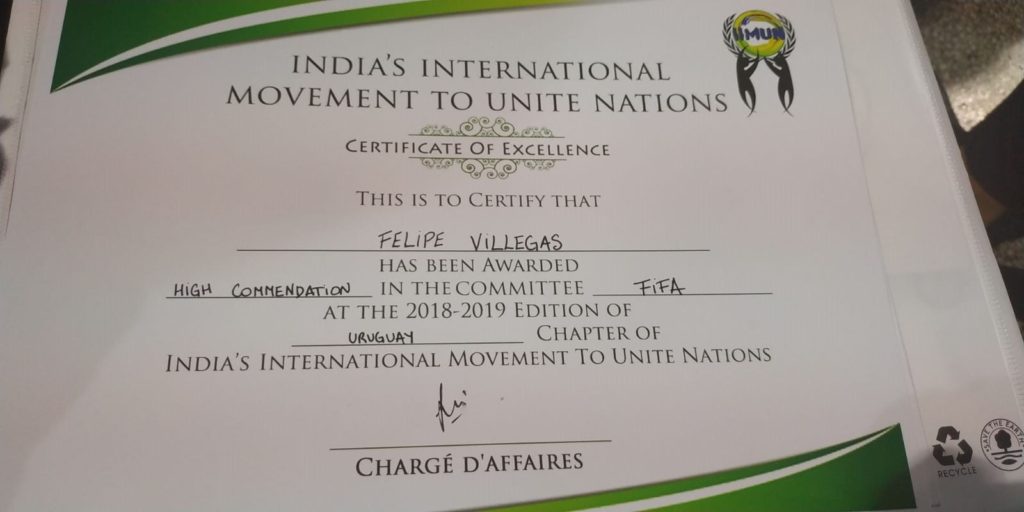 IIMUN
INDIA'S INTERNATIONAL
MOVEMENT TO UNITE NATIONS
CERTIFICATE OF EXCELLENCE
THIS IS TO CERTIFY THAT
FELIPE VILLEGAS
HAS BEEN AWARDED
HIGH COMMENDATION IN THE COMMITTEE FIFA
AT THE 2018-2019 EDITION OF
URUGUAY CHAPTER OF
INDIA'S INTERNATIONAL MOVEMENT TO UNITE NATIONS
CHARGÉ D'AFFAIRES
RECYCLE
SAVE THE EARTH